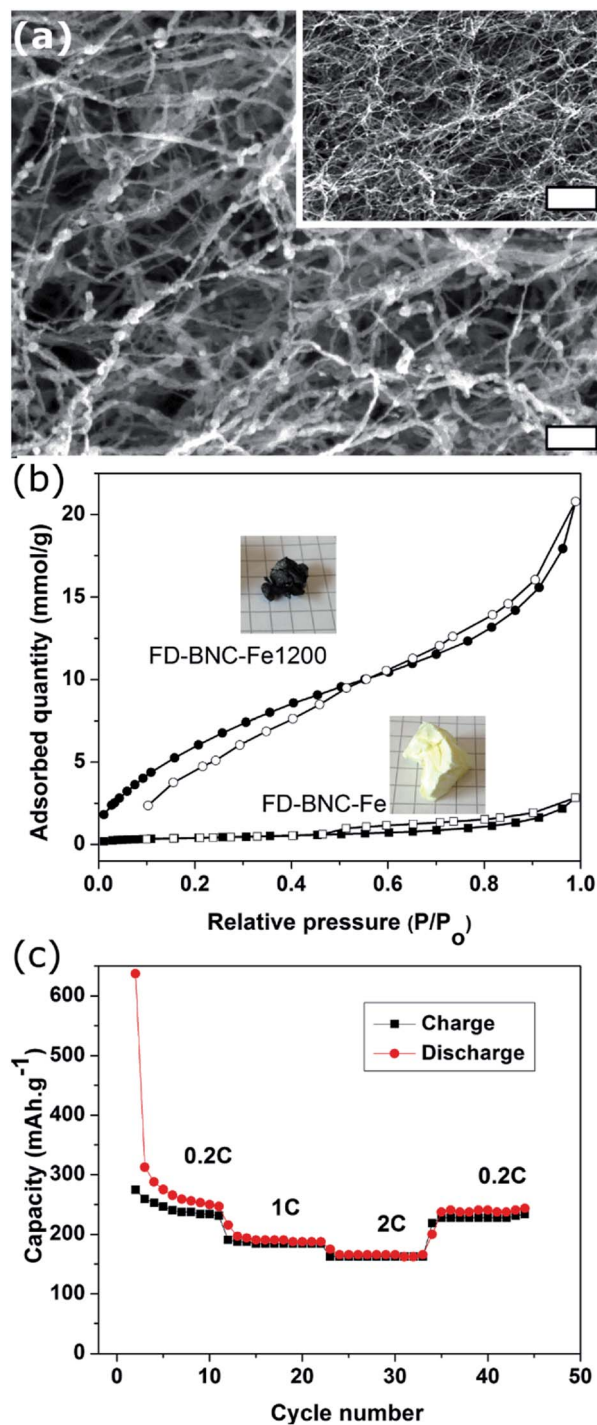 (a)
(b)
20
15
10
5
0
Adsorbed quantity (mmol/g)
FD-BNC-Fe1200
FD-BNC-Fe
0.0 0.2 0.4 0.6 0.8 1.0
Relative pressure (P/Po)
(c)
600
500
400
300
200
100
0
Capacity (mAh.g-1)
Charge
Discharge
0.2C
1C
2C
0.2C
0 10 20 30 40 50
Cycle number